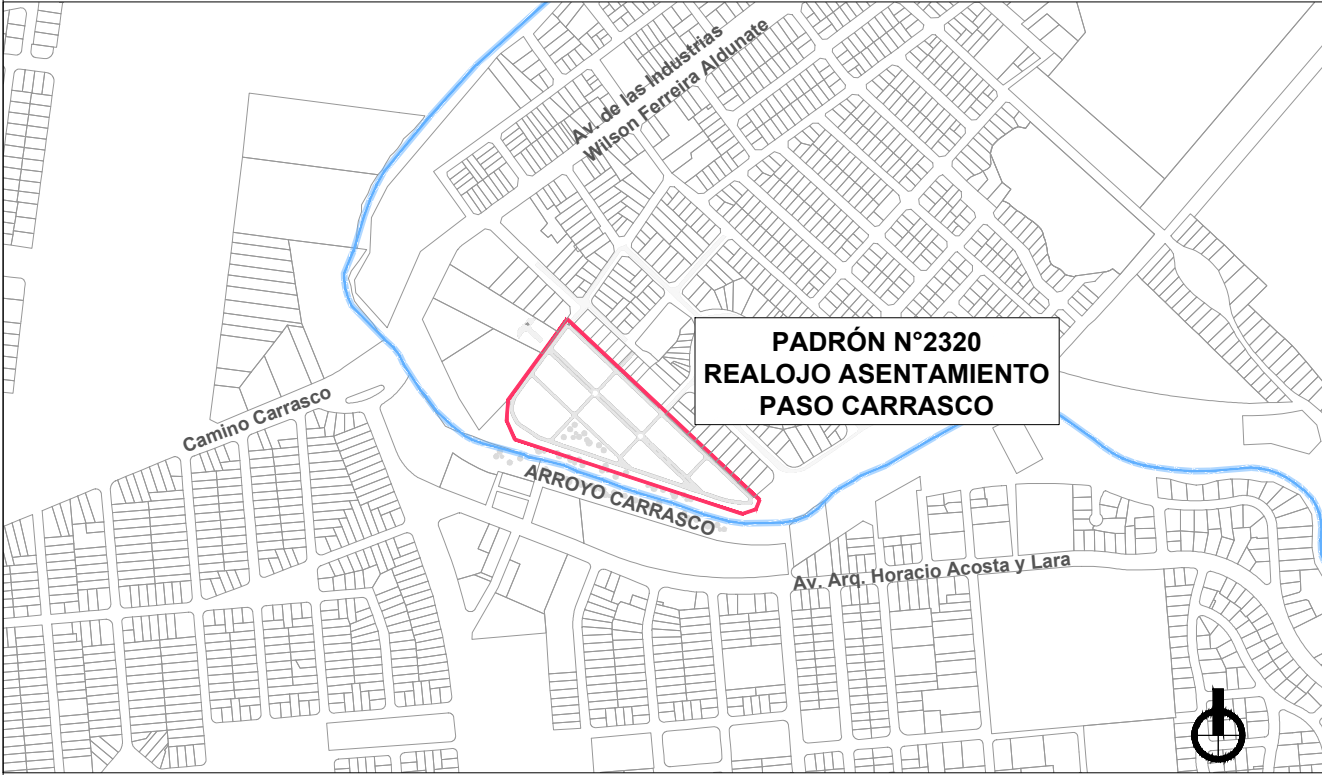 Av. de las Industrias
Wilson Ferreira Aldunate
PADRÓN N°2320
REALOJO ASENTAMIENTO
PASO CARRASCO
Camino Carrasco
ARROYO CARRASCO
Av. Arq. Horacio Acosta y Lara